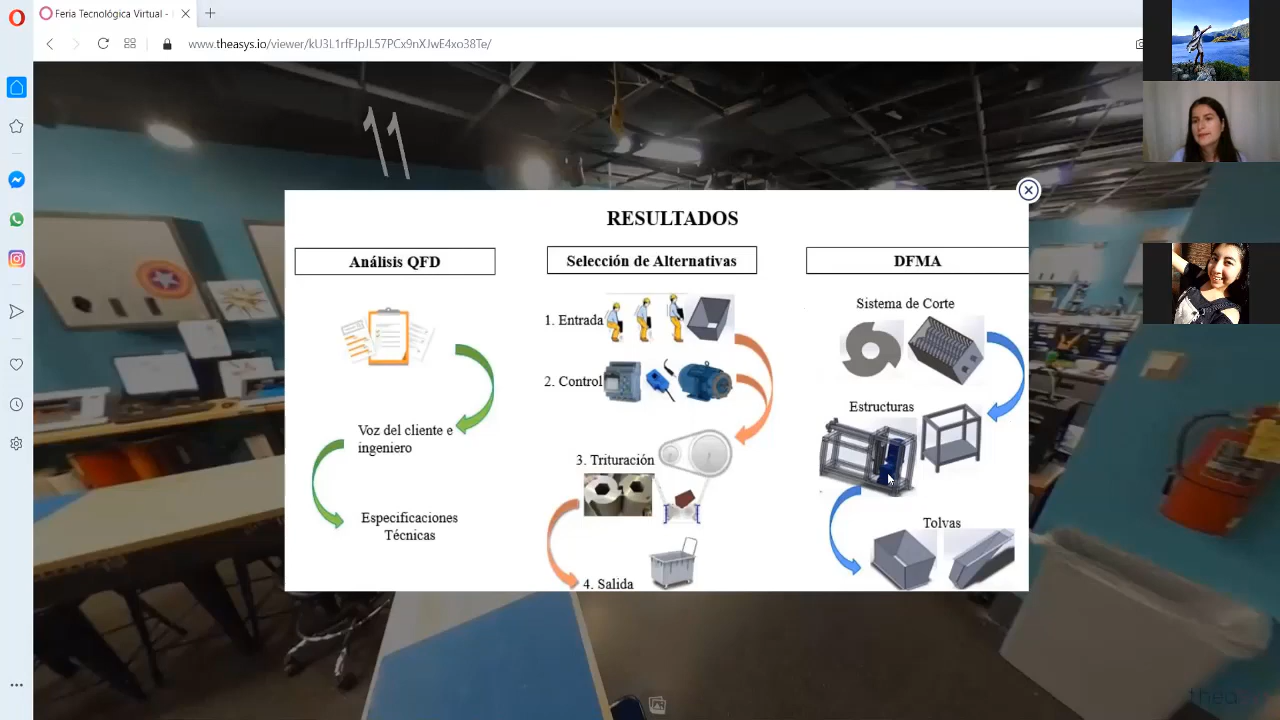 Feria Tecnológica Virtual -
www.theasys.io/viewer/kU3L1rfFJpJL57PCx9nXJwE4xo38Te/
RESULTADOS
Análisis QFD
Voz del cliente e
ingeniero
Especificaciones
Técnicas
Selección de Alternativas
1. Entrada
2. Control
3. Trituración
4. Salida
DFMA
Sistema de Corte
Estructuras
Tolvas